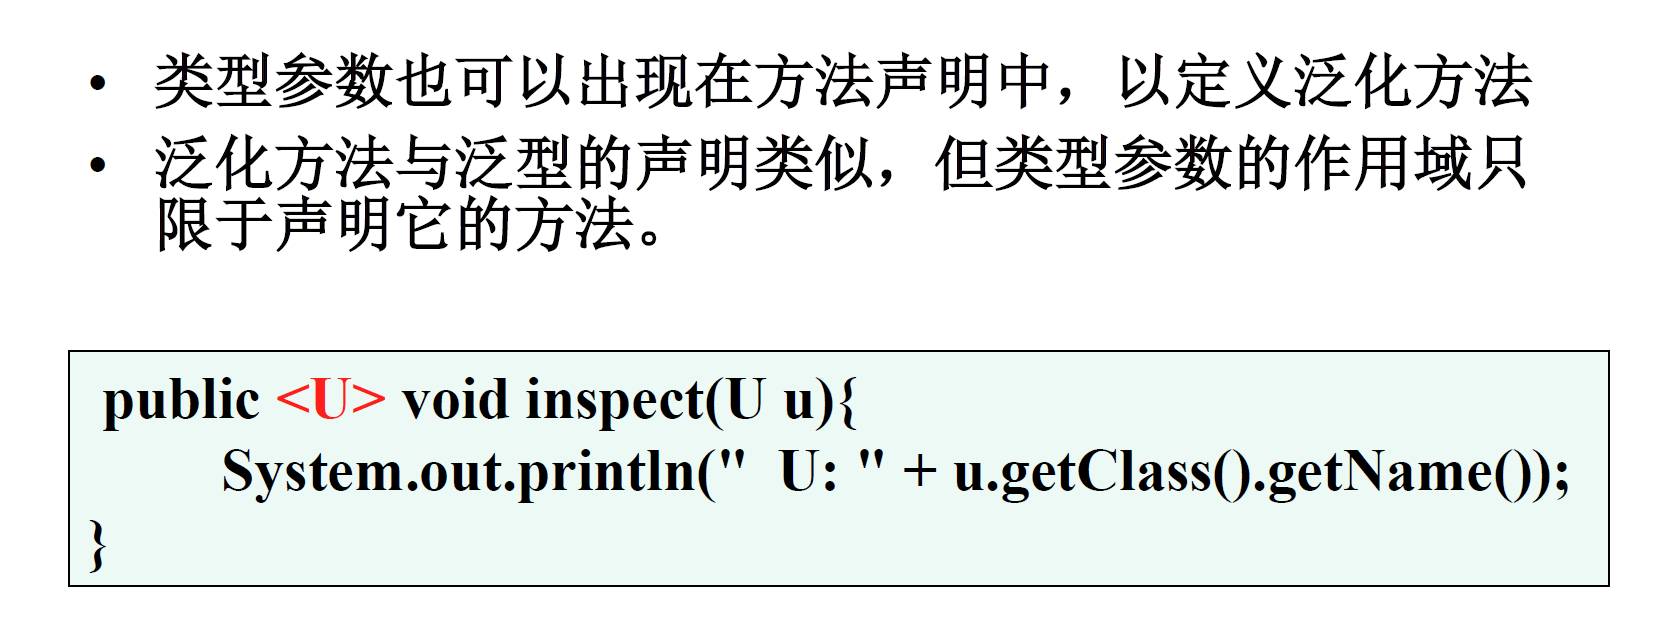 • 类型参数也可以出现在方法声明中，以定义泛化方法
• 泛化方法与泛型的声明类似，但类型参数的作用域只
限于声明它的方法。
public <U> void inspect(U u){
System.out.println("  U: " + u.getClass().getName());
}